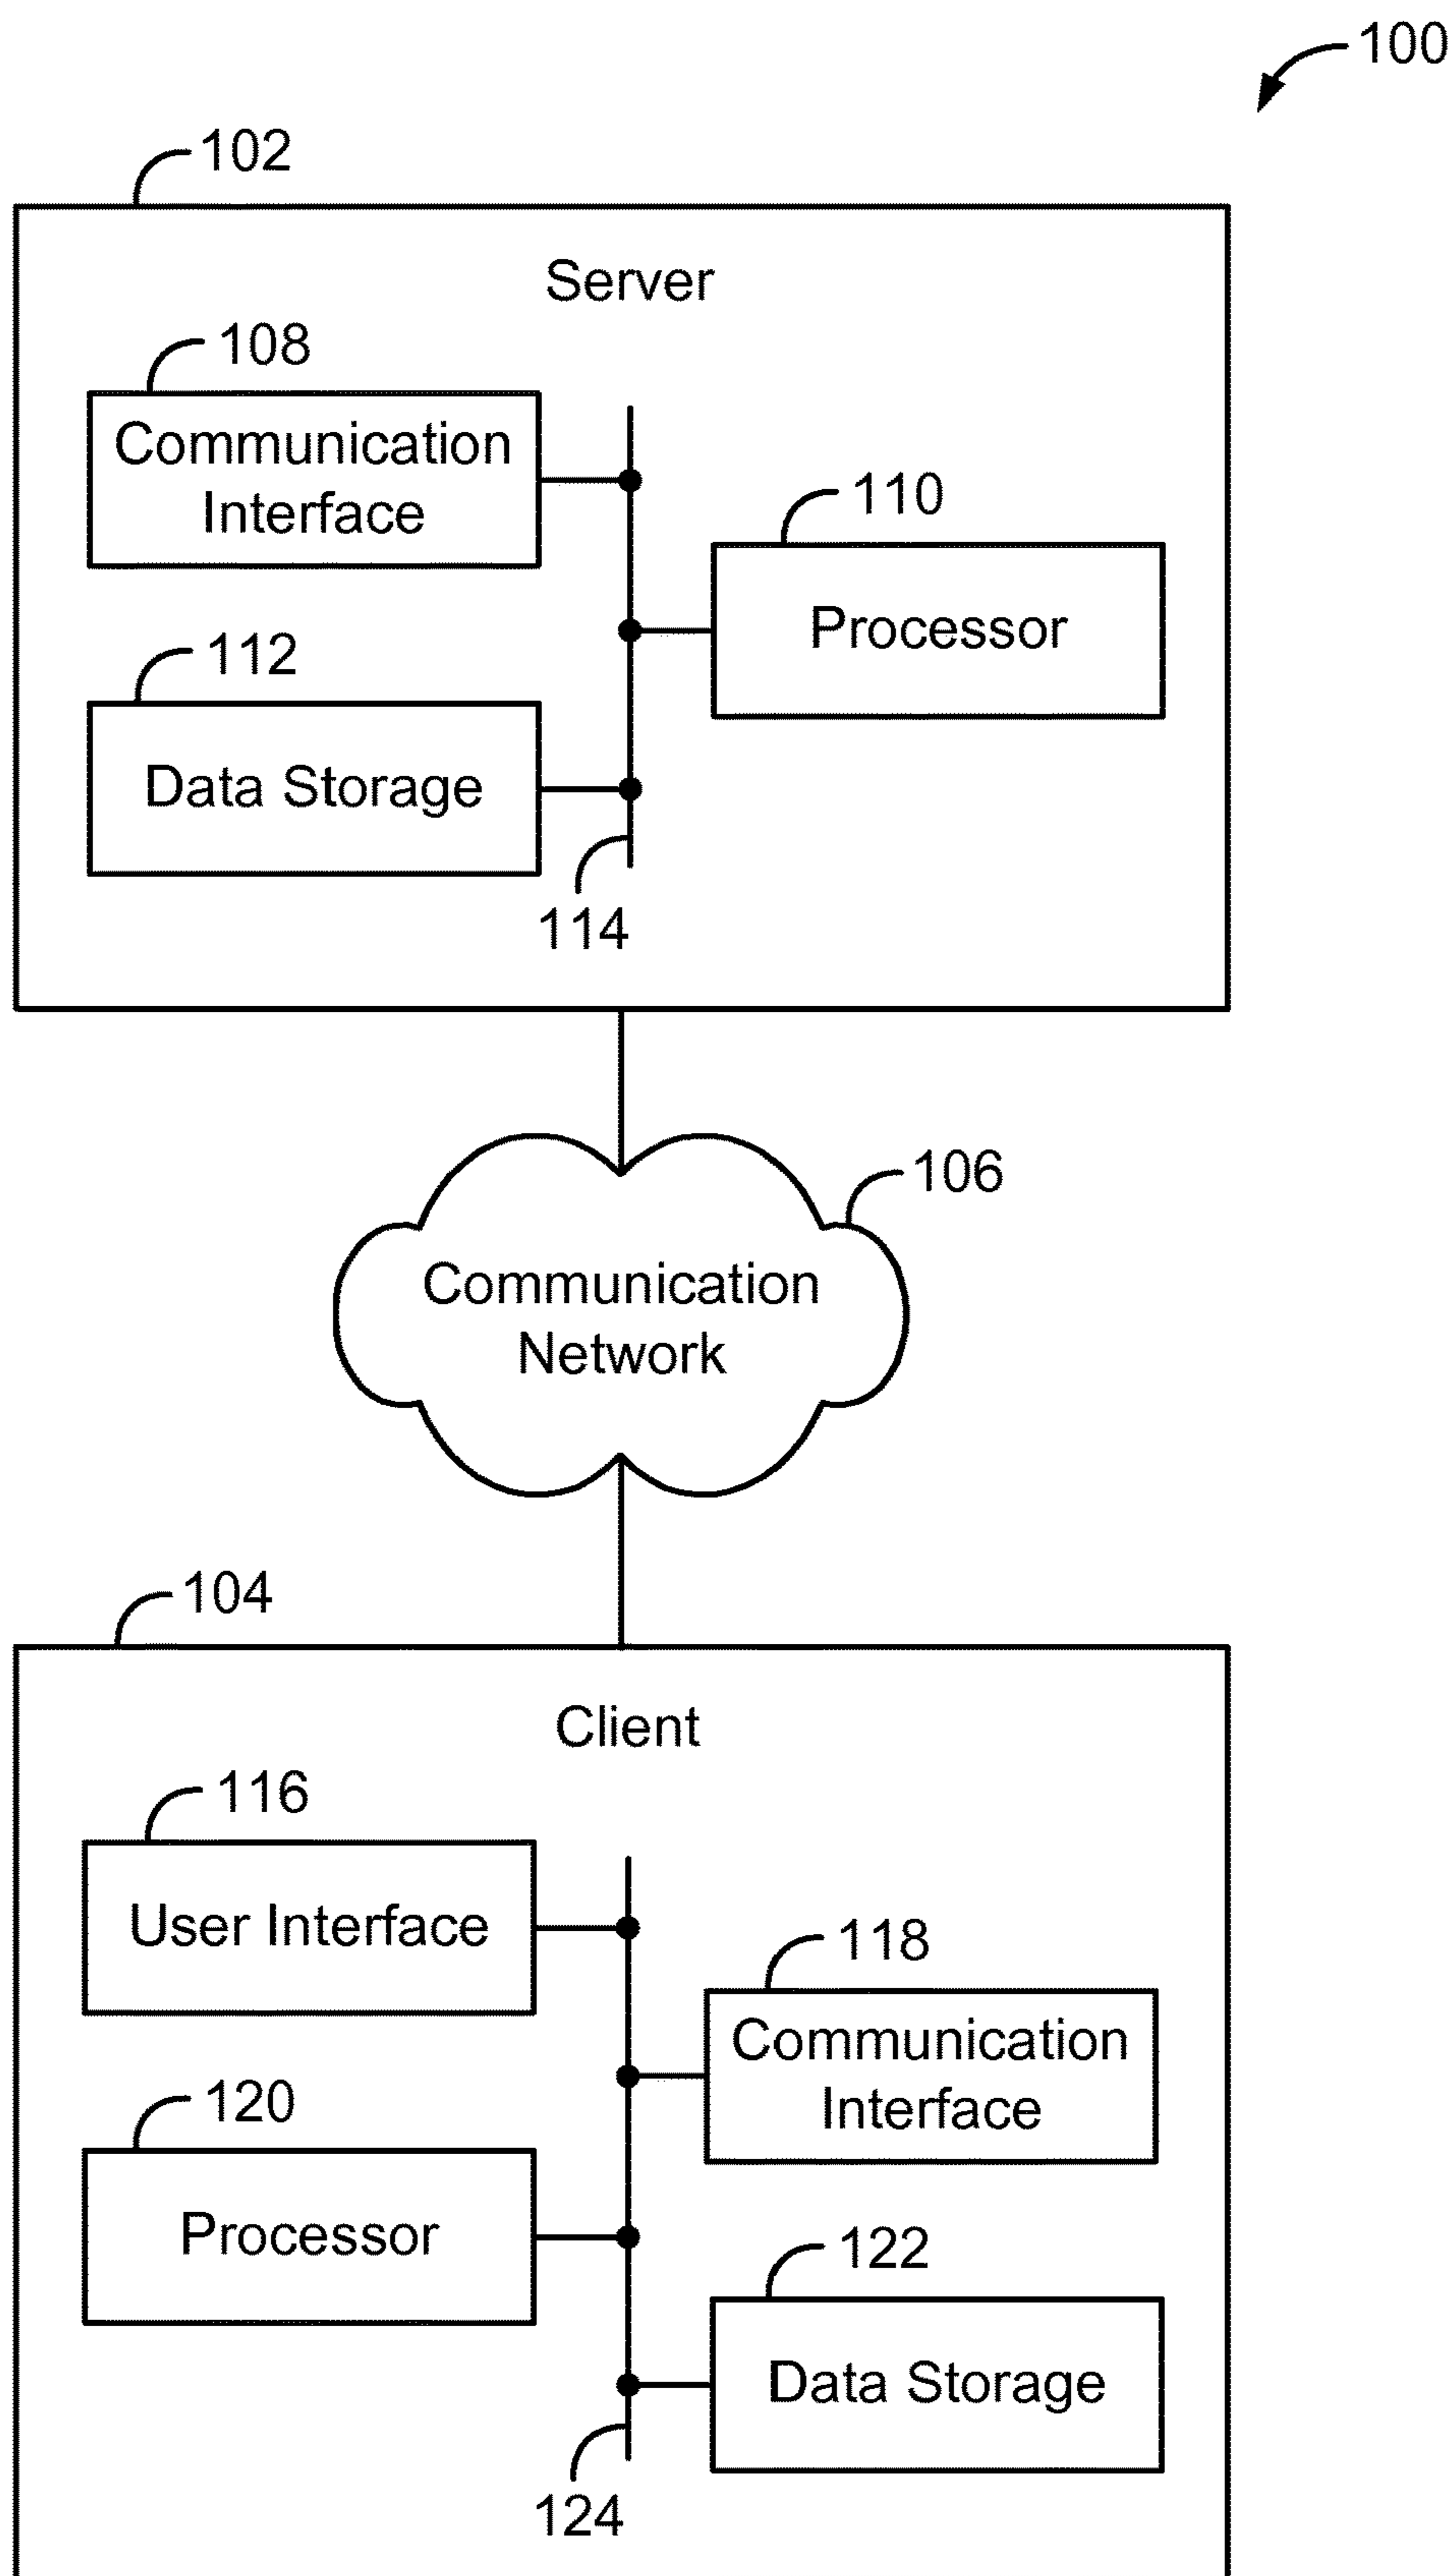 100
102
Server
108
Communication
Interface
110
Processor
112
Data Storage
114
106
Communication
Network
104
Client
116
User Interface
118
Communication
Interface
120
Processor
122
Data Storage
124